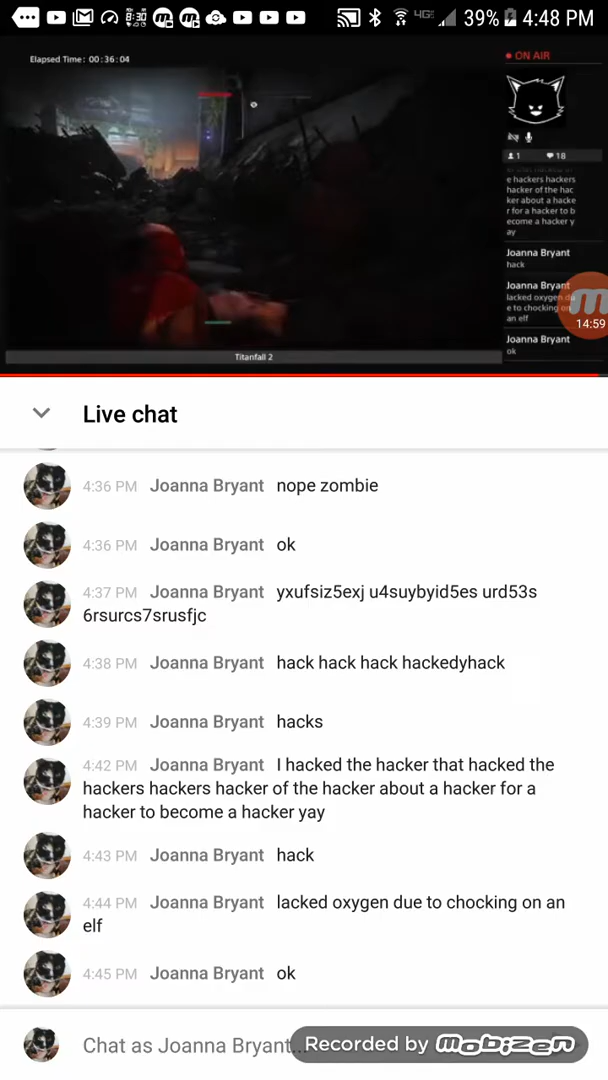 8:30
4G
39% 4:48 PM
Elapsed Time : 00:36:04
ON AIR
1 18
e hackers hackers
hacker of the hac
ker about a hacke
r for a hacker to b
ecome a hacker y
ay
Joanna Bryant
hack
Joanna Bryant
lacked oxygen du
e to chocking on
an elf
14:59
Joanna Bryant
ok
Titanfall 2
Live chat
4:36 PM Joanna Bryant nope zombie
4:36 PM Joanna Bryant ok
4:37 PM Joanna Bryant yxufsiz5exj u4suybyid5es urd53s
6rsurcs7srusfjc
4:38 PM Joanna Bryant hack hack hack hackedyhack
4:39 PM Joanna Bryant hacks
4:42 PM Joanna Bryant I hacked the hacker that hacked the
hackers hackers hacker of the hacker about a hacker for a
hacker to become a hacker yay
4:43 PM Joanna Bryant hack
4:44 PM Joanna Bryant lacked oxygen due to chocking on an
elf
4:45 PM Joanna Bryant ok
Chat as Joanna Bryant...
Recorded by mobizen